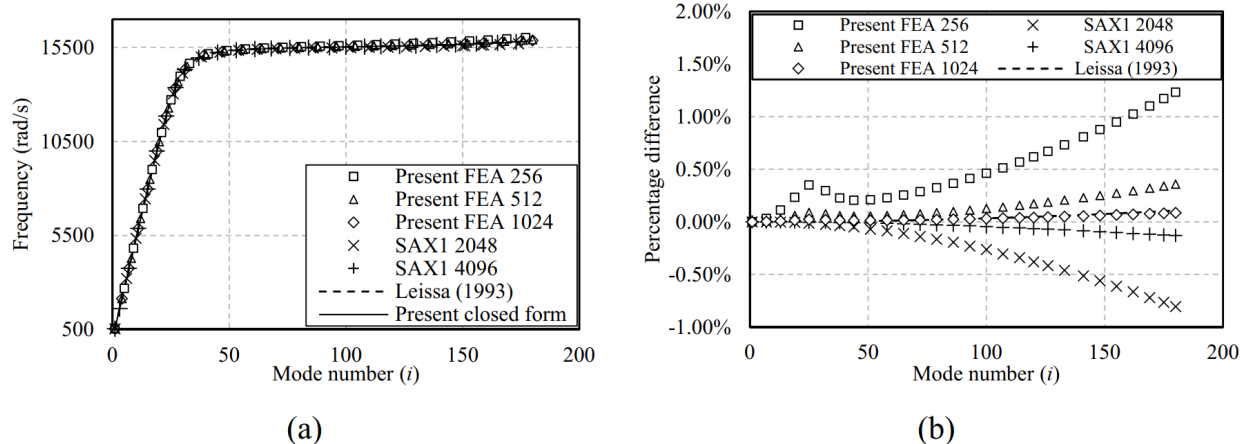 Frequency (rad/s)
15500
10500
5500
500
0
50
100
150
200
Mode number (i)
Present FEA 256
Present FEA 512
Present FEA 1024
SAX1 2048
SAX1 4096
Leissa (1993)
Present closed form
(a)
Percentage difference
2.00%
1.50%
1.00%
0.50%
0.00%
-0.50%
-1.00%
0
50
100
150
200
Mode number (i)
Present FEA 256
SAX1 2048
Present FEA 512
SAX1 4096
Present FEA 1024
Leissa (1993)
(b)